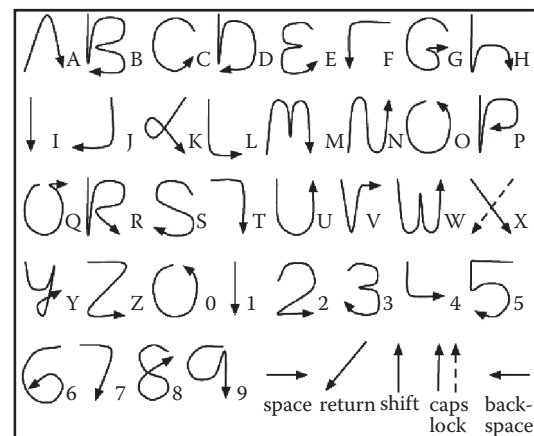 A B C D E F G H
I J K L M N O P
Q R S T U V W X
Y Z 0 1 2 3 4 5
6 7 8 9 space return shift caps lock back-space